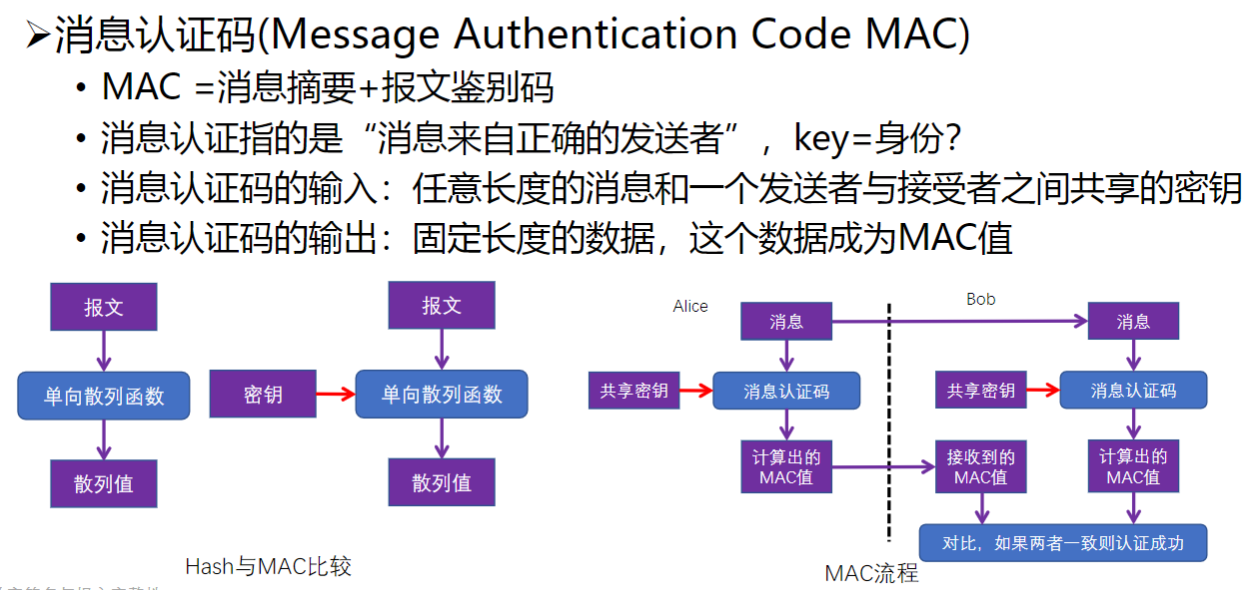 ➢消息认证码(Message Authentication Code MAC)
• MAC =消息摘要+报文鉴别码
• 消息认证指的是“消息来自正确的发送者”，key=身份？
• 消息认证码的输入：任意长度的消息和一个发送者与接受者之间共享的密钥
• 消息认证码的输出：固定长度的数据，这个数据成为MAC值
报文
单向散列函数
散列值
报文
密钥
单向散列函数
散列值
Hash与MAC比较
Alice
Bob
消息
消息
共享密钥
消息认证码
共享密钥
消息认证码
计算出的
MAC值
接收到的
MAC值
计算出的
MAC值
对比，如果两者一致则认证成功
MAC流程